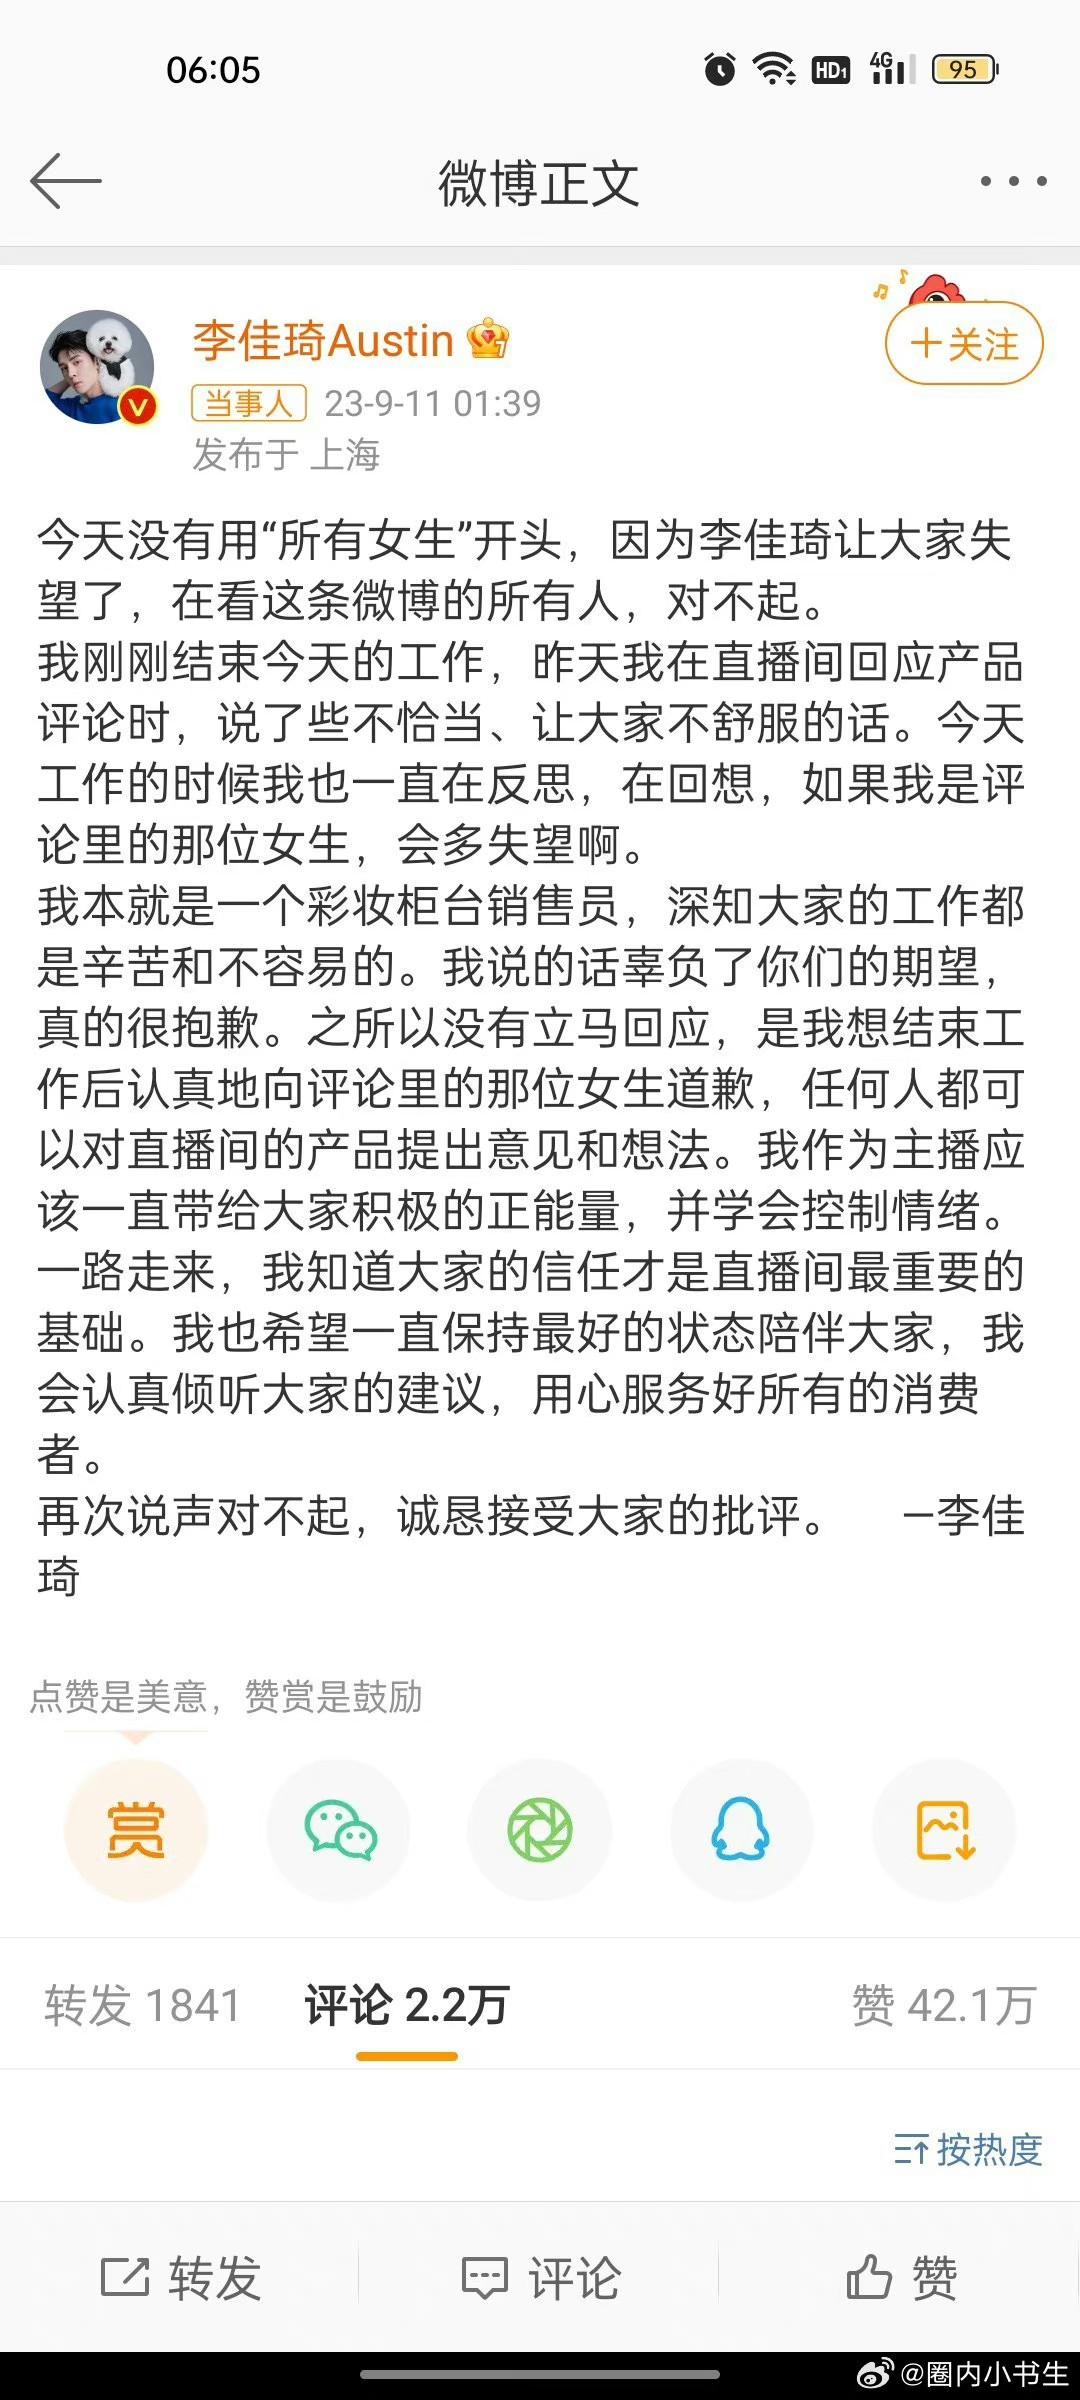 06:05
HD1 4G 95
微博正文
李佳琦Austin 7
+关注
当事人 23-9-11 01:39
发布于 上海
今天没有用“所有女生”开头，因为李佳琦让大家失
望了，在看这条微博的所有人，对不起。
我刚刚结束今天的工作，昨天我在直播间回应产品
评论时，说了些不恰当、让大家不舒服的话。今天
工作的时候我也一直在反思，在回想，如果我是评
论里的那位女生，会多失望啊。
我本就是一个彩妆柜台销售员，深知大家的工作都
是辛苦和不容易的。我说的话辜负了你们的期望，
真的很抱歉。之所以没有立马回应，是我想结束工
作后认真地向评论里的那位女生道歉，任何人都可
以对直播间的产品提出意见和想法。我作为主播应
该一直带给大家积极的正能量，并学会控制情绪。
一路走来，我知道大家的信任才是直播间最重要的
基础。我也希望一直保持最好的状态陪伴大家，我
会认真倾听大家的建议，用心服务好所有的消费
者。
再次说声对不起，诚恳接受大家的批评。 —李佳
琦
点赞是美意，赞赏是鼓励
赏
转发 1841 评论 2.2万 赞 42.1万
按热度
转发 评论 赞
@圈内小书生